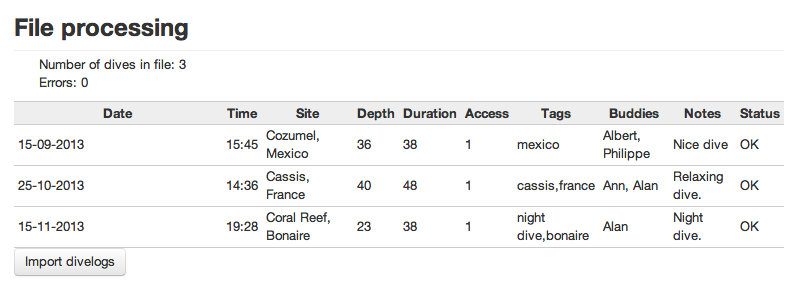 File processing
Number of dives in file: 3
Errors: 0
Date Time Site Depth Duration Access Tags Buddies Notes Status
15-09-2013 15:45 Cozumel, Mexico 36 38 1 mexico Albert, Philippe Nice dive OK
25-10-2013 14:36 Cassis, France 40 48 1 cassis,france Ann, Alan Relaxing dive. OK
15-11-2013 19:28 Coral Reef, Bonaire 23 38 1 night dive,bonaire Alan Night dive. OK
Import divelogs